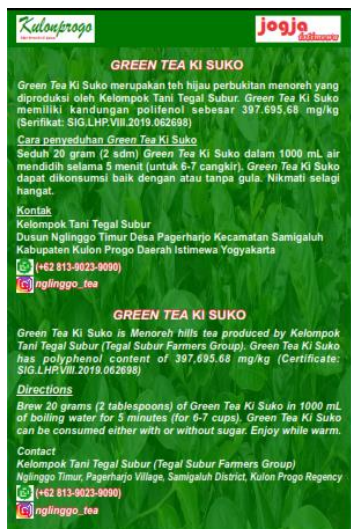 Kulonprogo
jogja
istimewa
GREEN TEA KI SUKO
Green Tea Ki Suko merupakan teh hijau perbukitan menoreh yang
diproduksi oleh Kelompok Tani Tegal Subur. Green Tea Ki Suko
memiliki kandungan polifenol sebesar 397.695,68 mg/kg
(Serifikat: SIG.LHP.VIII.2019.062698)
Cara penyeduhan Green Tea Ki Suko
Seduh 20 gram (2 sdm) Green Tea Ki Suko dalam 1000 mL air
mendidih selama 5 menit (untuk 6-7 cangkir). Green Tea Ki Suko
dapat dikonsumsi baik dengan atau tanpa gula. Nikmati selagi
hangat.
Kontak
Kelompok Tani Tegal Subur
Dusun Nglinggo Timur Desa Pagerharjo Kecamatan Samigaluh
Kabupaten Kulon Progo Daerah Istimewa Yogyakarta
(+62 813-9023-9090)
nglinggo_tea
GREEN TEA KI SUKO
Green Tea Ki Suko is Menoreh hills tea produced by Kelompok
Tani Tegal Subur (Tegal Subur Farmers Group). Green Tea Ki Suko
has polyphenol content of 397,695.68 mg/kg (Certificate:
SIG.LHP.VIII.2019.062698)
Directions
Brew 20 grams (2 tablespoons) of Green Tea Ki Suko in 1000 mL
of boiling water for 5 minutes (for 6-7 cups). Green Tea Ki Suko
can be consumed either with or without sugar. Enjoy while warm.
Contact
Kelompok Tani Tegal Subur (Tegal Subur Farmers Group)
Nglinggo Timur, Pagerharjo Village, Samigaluh District, Kulon Progo Regency
(+62 813-9023-9090)
nglinggo_tea